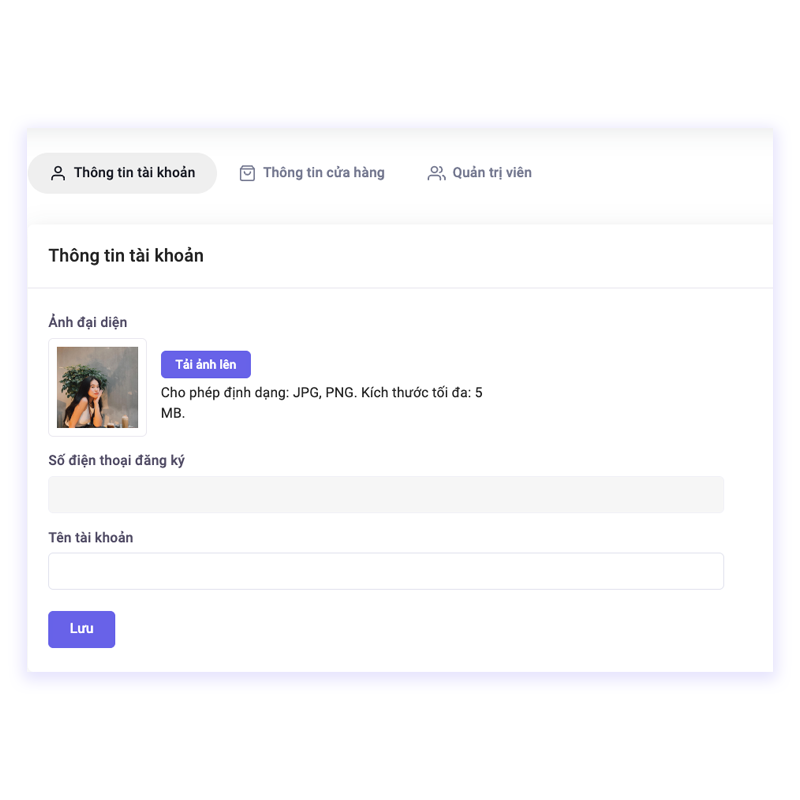 Thông tin tài khoản
Thông tin cửa hàng
Quản trị viên
Thông tin tài khoản
Ảnh đại diện
Tải ảnh lên
Cho phép định dạng: JPG, PNG. Kích thước tối đa: 5
MB.
Số điện thoại đăng ký
Tên tài khoản
Lưu